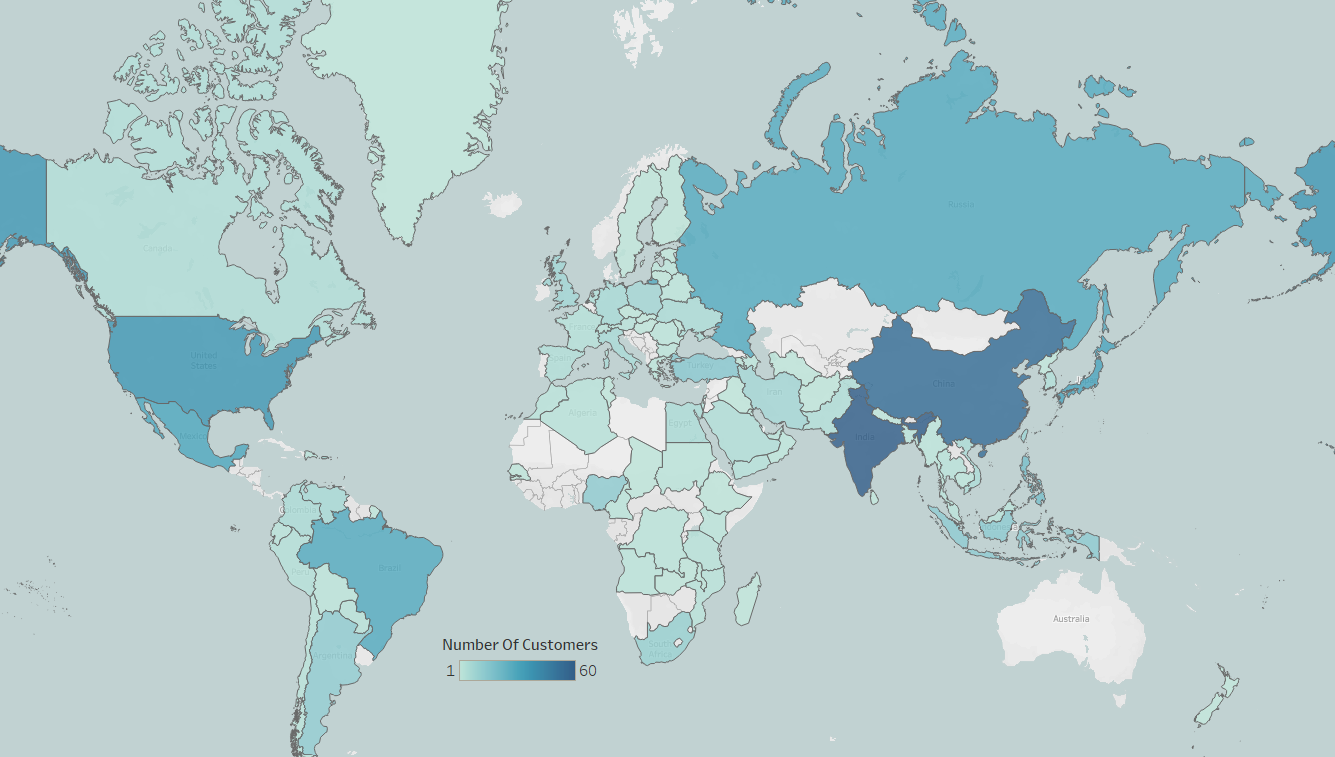 Canada
Russia
United
States
China
Turkey
Iran
Mexico
Algeria
Egypt
India
Brazil
Australia
Number Of Customers
1 60
South
Africa
Argentina